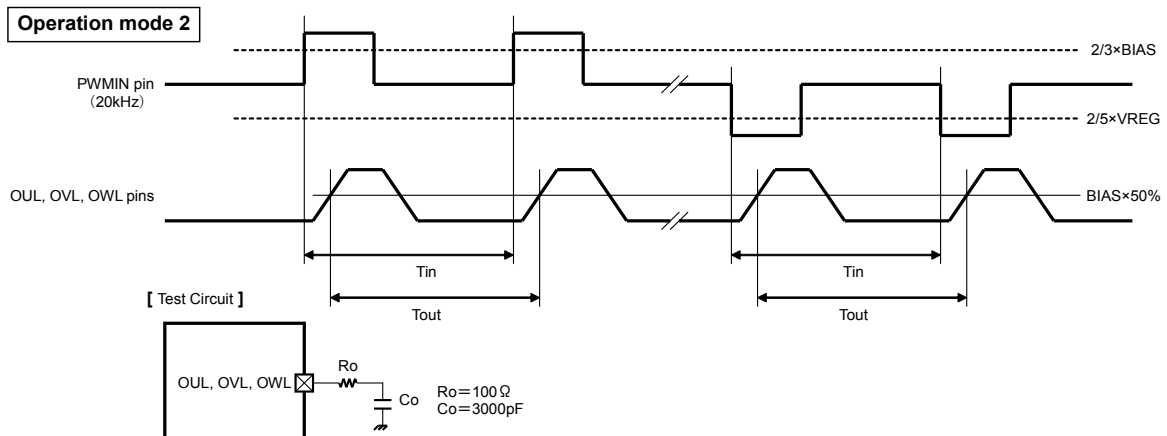 Operation mode 2
2/3×BIAS
PWMIN pin
(20kHz)
2/5×VREG
OUL, OVL, OWL pins
BIAS×50%
Tin
Tin
[ Test Circuit ]
Tout
Tout
OUL, OVL, OWL
Ro
Co
Ro=100Ω
Co=3000pF